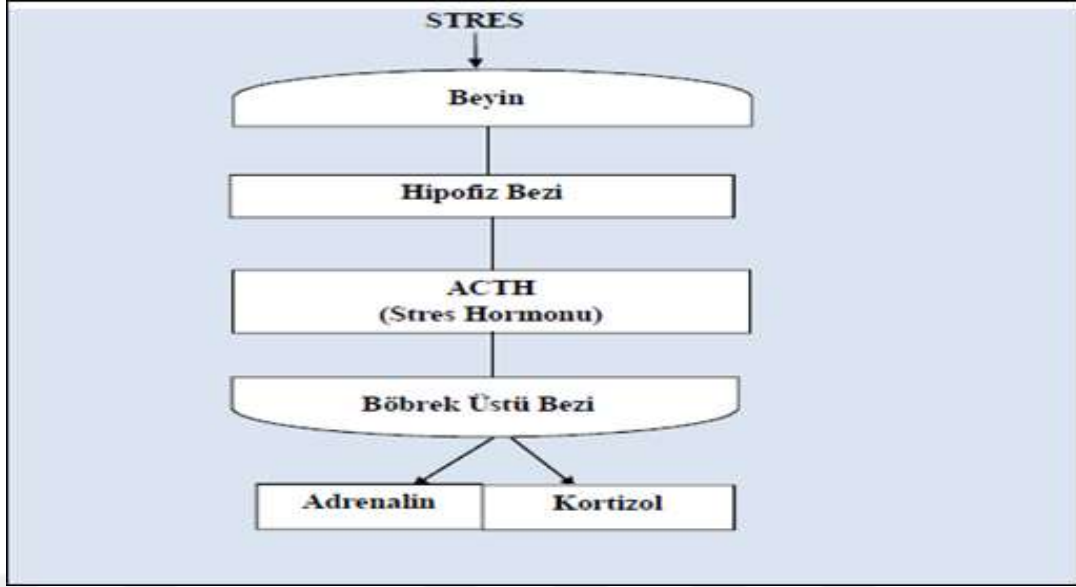 STRES
Beyin
Hipofiz Bezi
ACTH
(Stres Hormonu)
Böbrek Üstü Bezi
Adrenalin
Kortizol